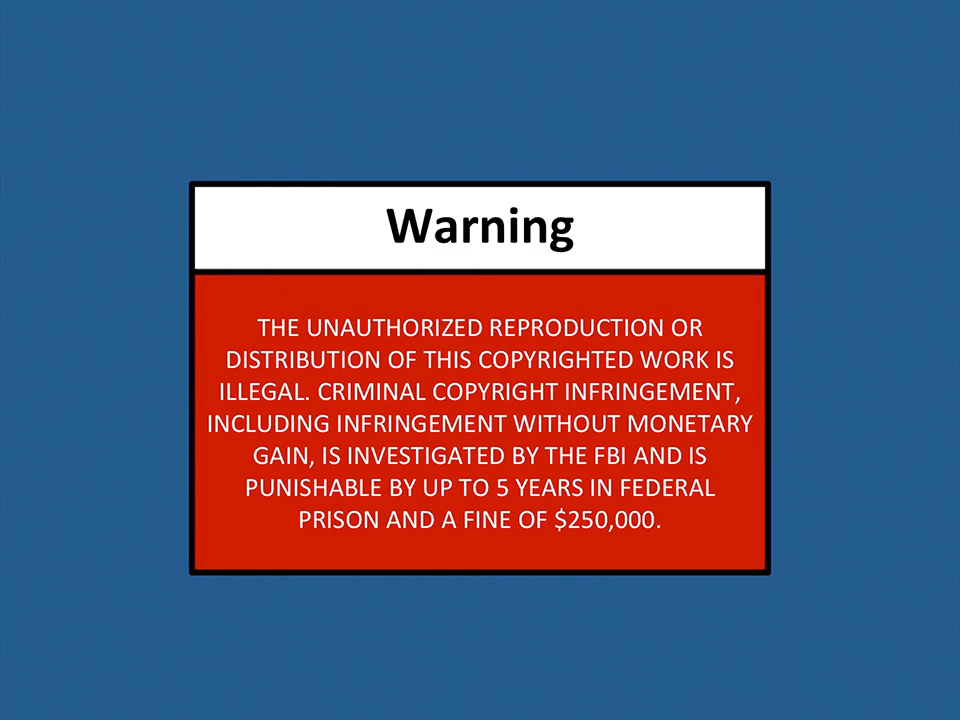 Warning
THE UNAUTHORIZED REPRODUCTION OR
DISTRIBUTION OF THIS COPYRIGHTED WORK IS
ILLEGAL. CRIMINAL COPYRIGHT INFRINGEMENT,
INCLUDING INFRINGEMENT WITHOUT MONETARY
GAIN, IS INVESTIGATED BY THE FBI AND IS
PUNISHABLE BY UP TO 5 YEARS IN FEDERAL
PRISON AND A FINE OF $250,000.